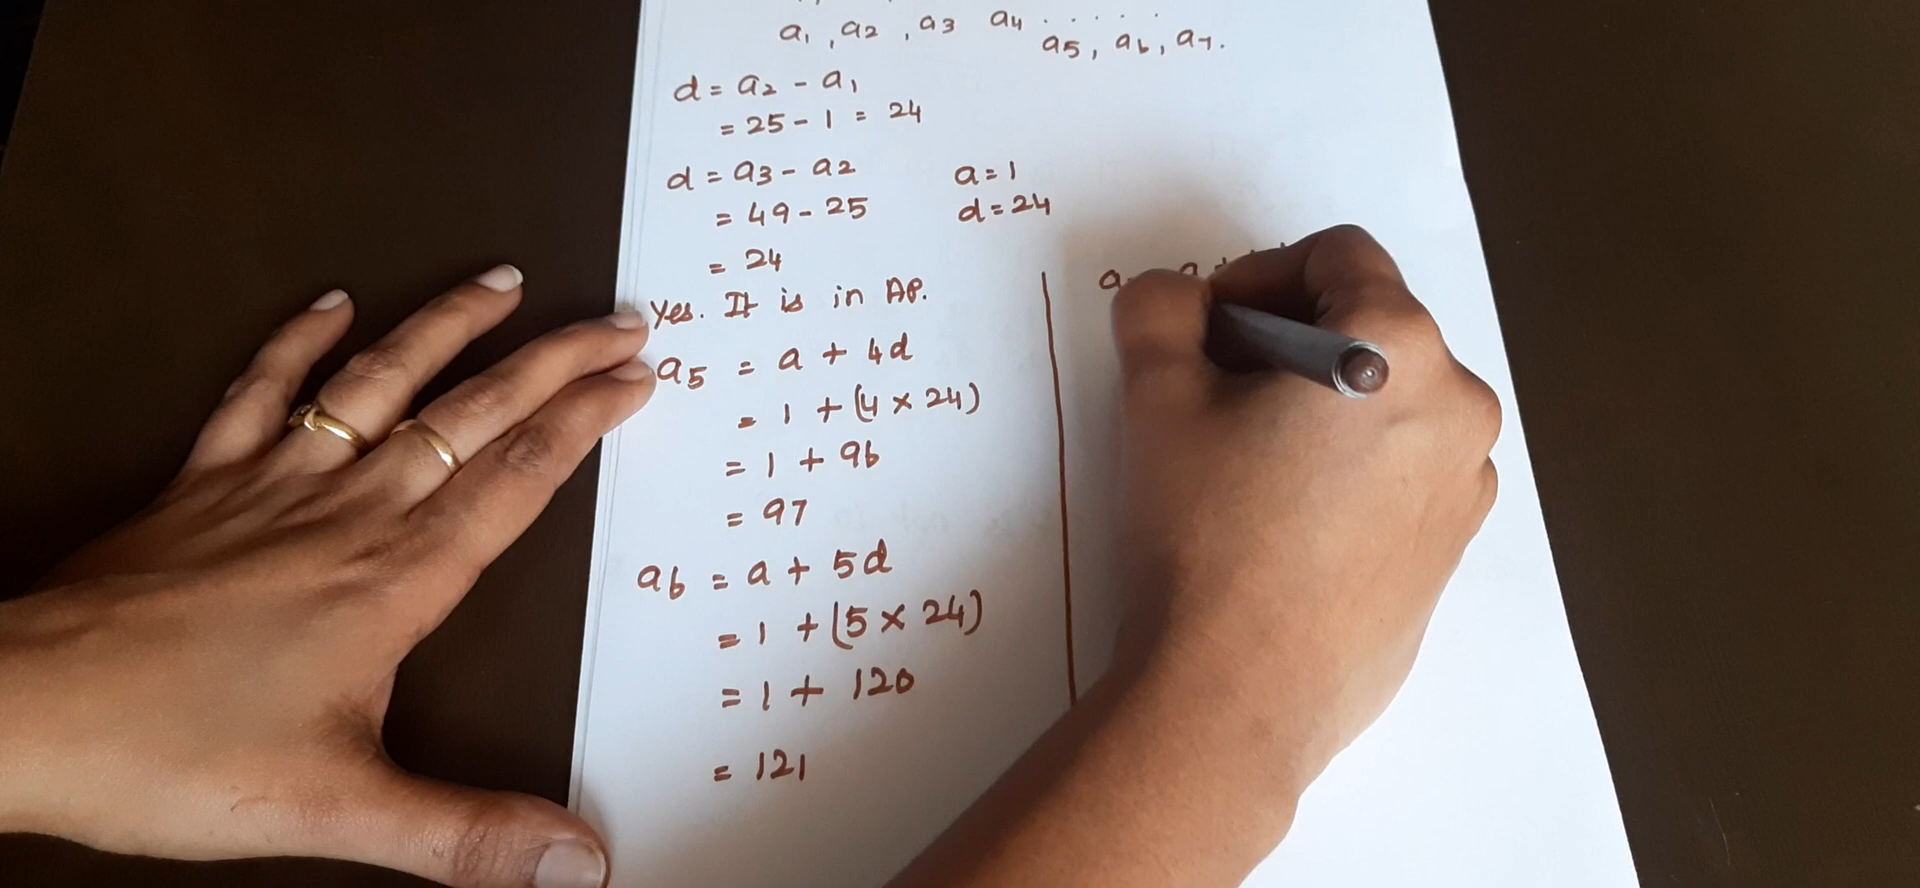 a1, a2, a3 a4 . . . . .
a5, a6, a7.
d = a2 - a1
= 25 - 1 = 24
d = a3 - a2
= 49 - 25
= 24
a = 1
d = 24
Yes. It is in AP.
a5 = a + 4d
= 1 + (4 × 24)
= 1 + 96
= 97
a6 = a + 5d
= 1 + (5 × 24)
= 1 + 120
= 121